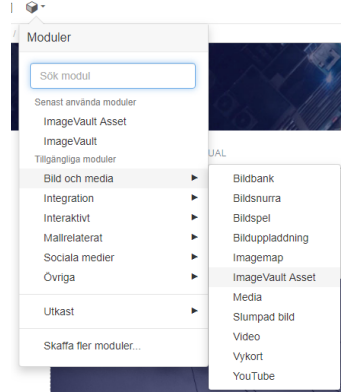 Moduler
Sök modul
Senast använda moduler
ImageVault Asset
ImageVault
Tillgängliga moduler
Bild och media
Integration
Interaktivt
Mallrelaterat
Sociala medier
Övriga
Utkast
Skaffa fler moduler...
UAL
Bildbank
Bildsnurra
Bildspel
Bilduppladdning
Imagemap
ImageVault Asset
Media
Slumpad bild
Video
Vykort
YouTube